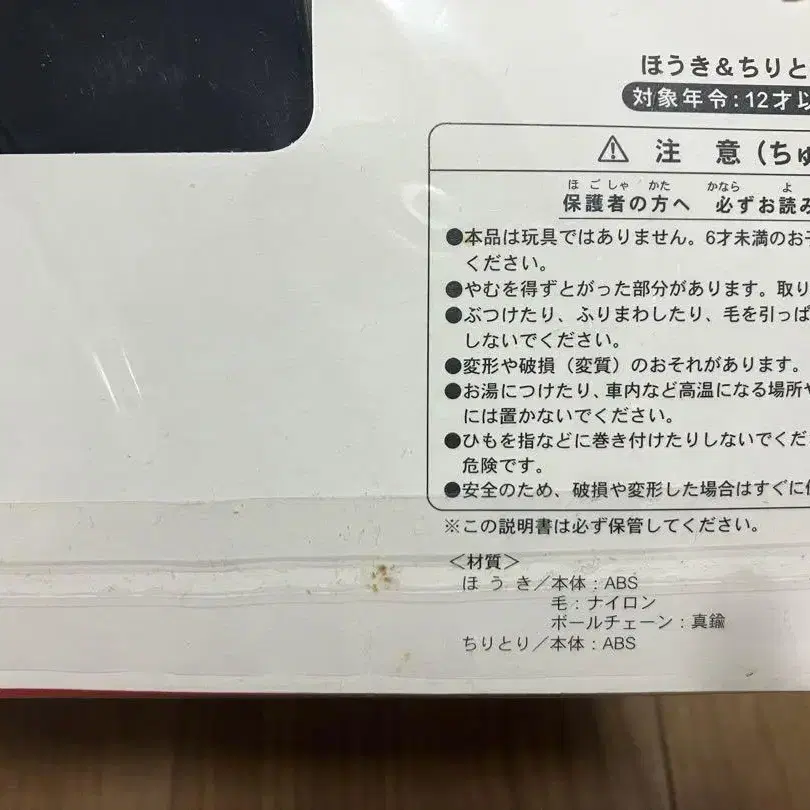 ほうき&ちりと
対象年令:12才以
⚠ 注 意(ちゅ
ほごしゃ かた かなら よ
保護者の方へ 必ずお読み
●本品は玩具ではありません。6才未満のお子
ください。
●やむを得ずとがった部分があります。取り
●ぶつけたり、ふりまわしたり、毛を引っぱ
しないでください。
●変形や破損(変質)のおそれがあります。
●お湯につけたり、車内など高温になる場所や
には置かないでください。
●ひもを指などに巻き付けたりしないでくだ
危険です。
●安全のため、破損や変形した場合はすぐに
※この説明書は必ず保管してください。
<材質>
ほうき/本体:ABS
毛:ナイロン
ボールチェーン:真鍮
ちりとり/本体:ABS